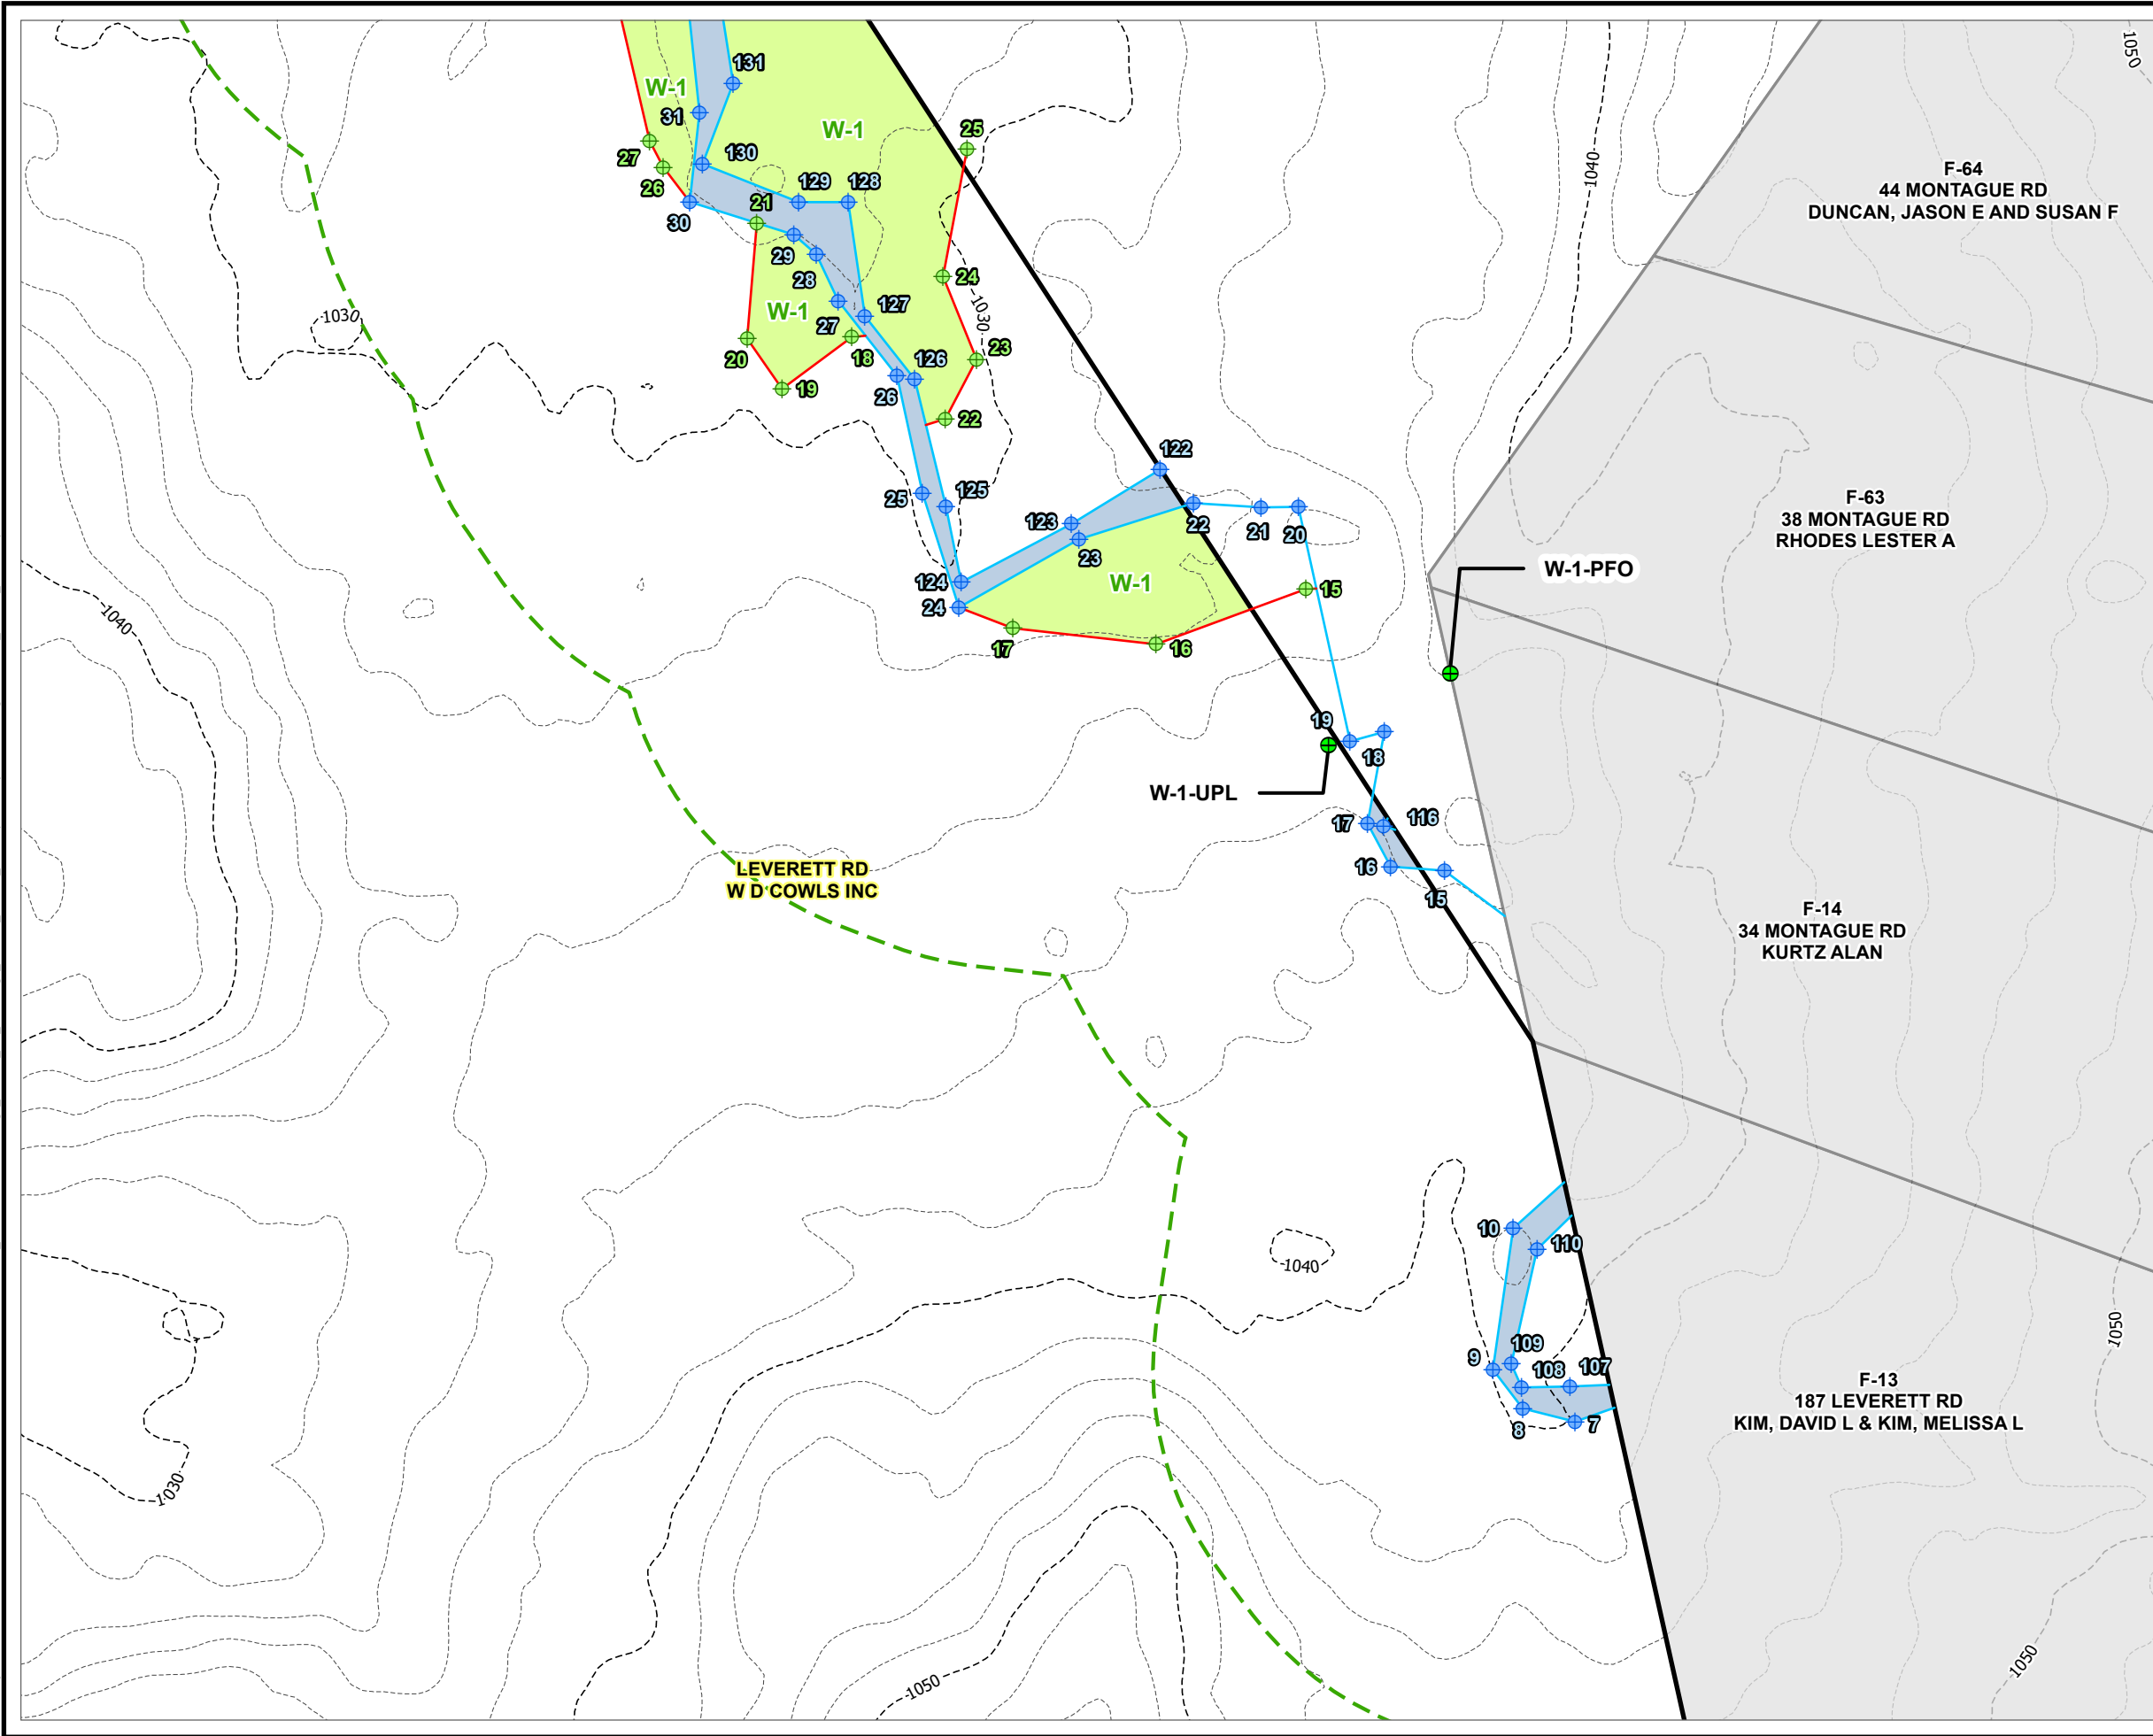 1050
131
W-1
31
W-1
25
27
130
1040
F-64
44 MONTAGUE RD
DUNCAN, JASON E AND SUSAN F
26
129
128
21
30
29
28
24
1030
W-1
127
1030
27
18
23
20
126
19
26
22
122
25
125
F-63
38 MONTAGUE RD
RHODES LESTER A
123
22
21
20
23
W-1-PFO
124
W-1
15
24
1040
17
16
19
18
W-1-UPL
17
116
16
LEVERETT RD
W D COWLS INC
15
F-14
34 MONTAGUE RD
KURTZ ALAN
10
110
1040
1050
109
9
108
107
F-13
187 LEVERETT RD
KIM, DAVID L & KIM, MELISSA L
8
7
1030
1050
1050